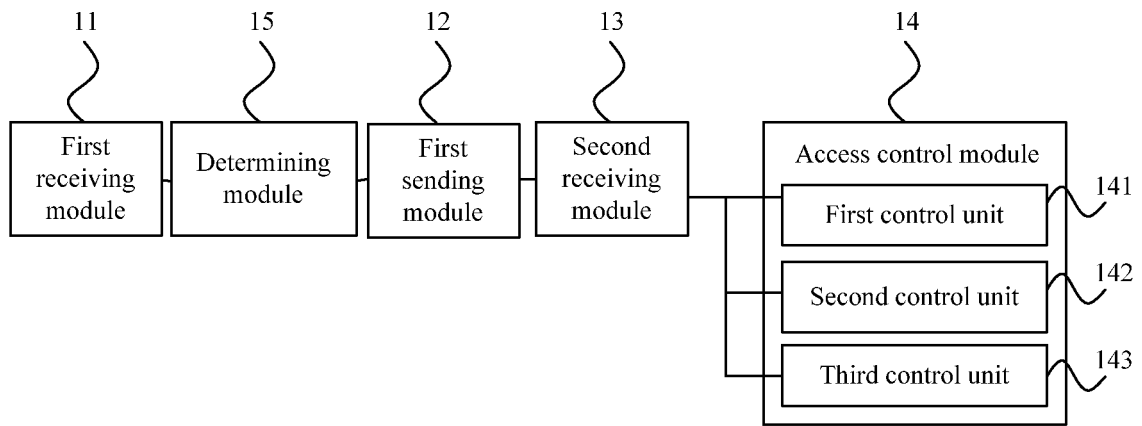 11
15
12
13
14
First
receiving
module
Determining
module
First
sending
module
Second
receiving
module
Access control module
First control unit
141
Second control unit
142
Third control unit
143